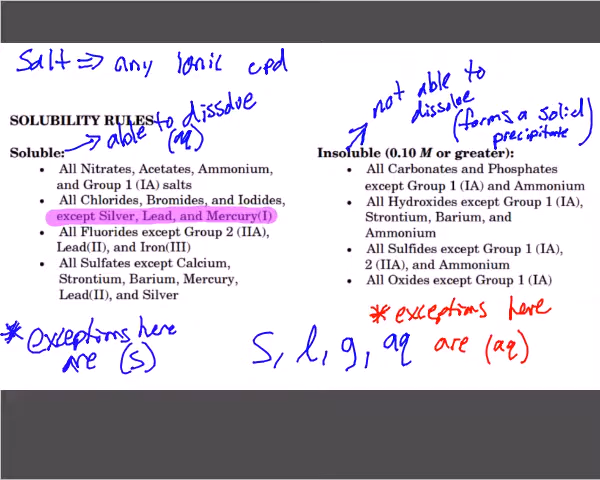 Salt => any ionic cpd
SOLUBILITY RULES
able to dissolve
(aq)
Soluble:
• All Nitrates, Acetates, Ammonium,
and Group 1 (IA) salts
• All Chlorides, Bromides, and Iodides,
except Silver, Lead, and Mercury(I)
• All Fluorides except Group 2 (IIA),
Lead(II), and Iron(III)
• All Sulfates except Calcium,
Strontium, Barium, Mercury,
Lead(II), and Silver
* exceptions here
are (s)
not able to
dissolve
(forms a solid
precipitate)
Insoluble (0.10 M or greater):
• All Carbonates and Phosphates
except Group 1 (IA) and Ammonium
• All Hydroxides except Group 1 (IA),
Strontium, Barium, and
Ammonium
• All Sulfides except Group 1 (IA),
2 (IIA), and Ammonium
• All Oxides except Group 1 (IA)
* exceptions here
are (aq)
s, l, g, aq